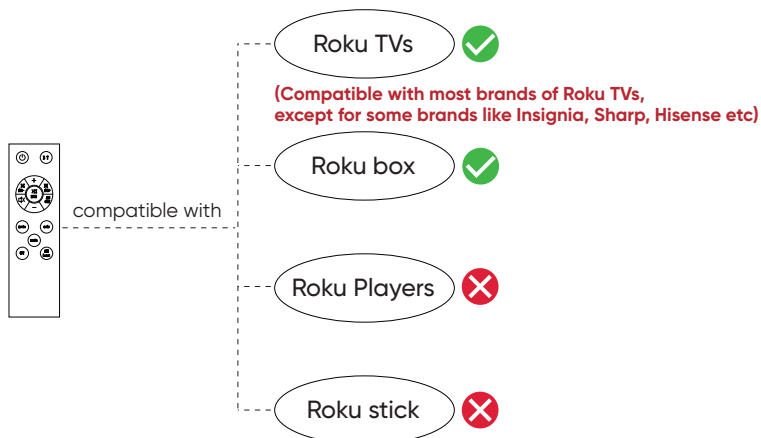 Roku TVs
(Compatible with most brands of Roku TVs,
except for some brands like Insignia, Sharp, Hisense etc)
Roku box
compatible with
Roku Players
Roku stick